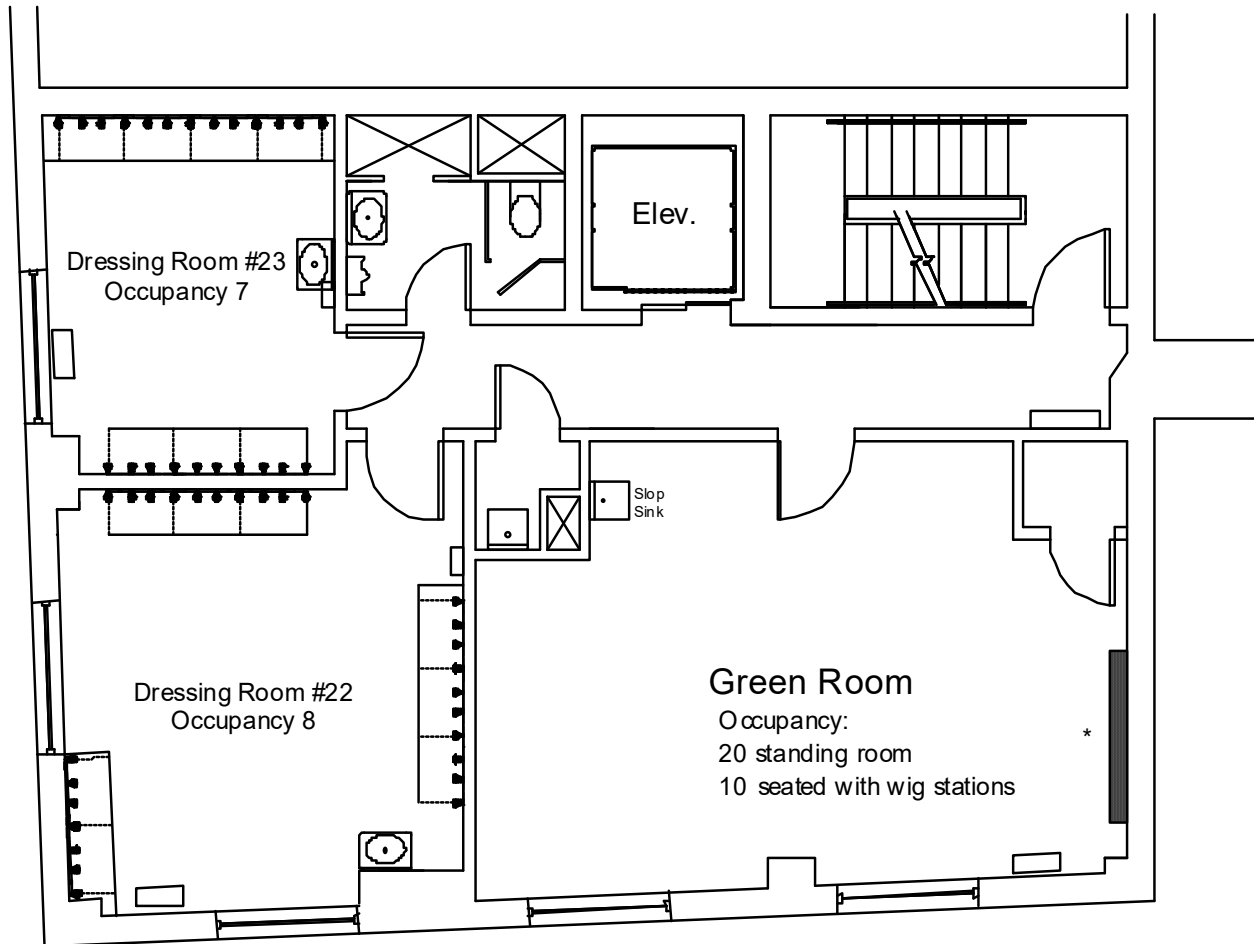 Elev.
Dressing Room #23
Occupancy 7
Slop
Sink
Dressing Room #22
Occupancy 8
Green Room
Occupancy:
20 standing room
10 seated with wig stations
*